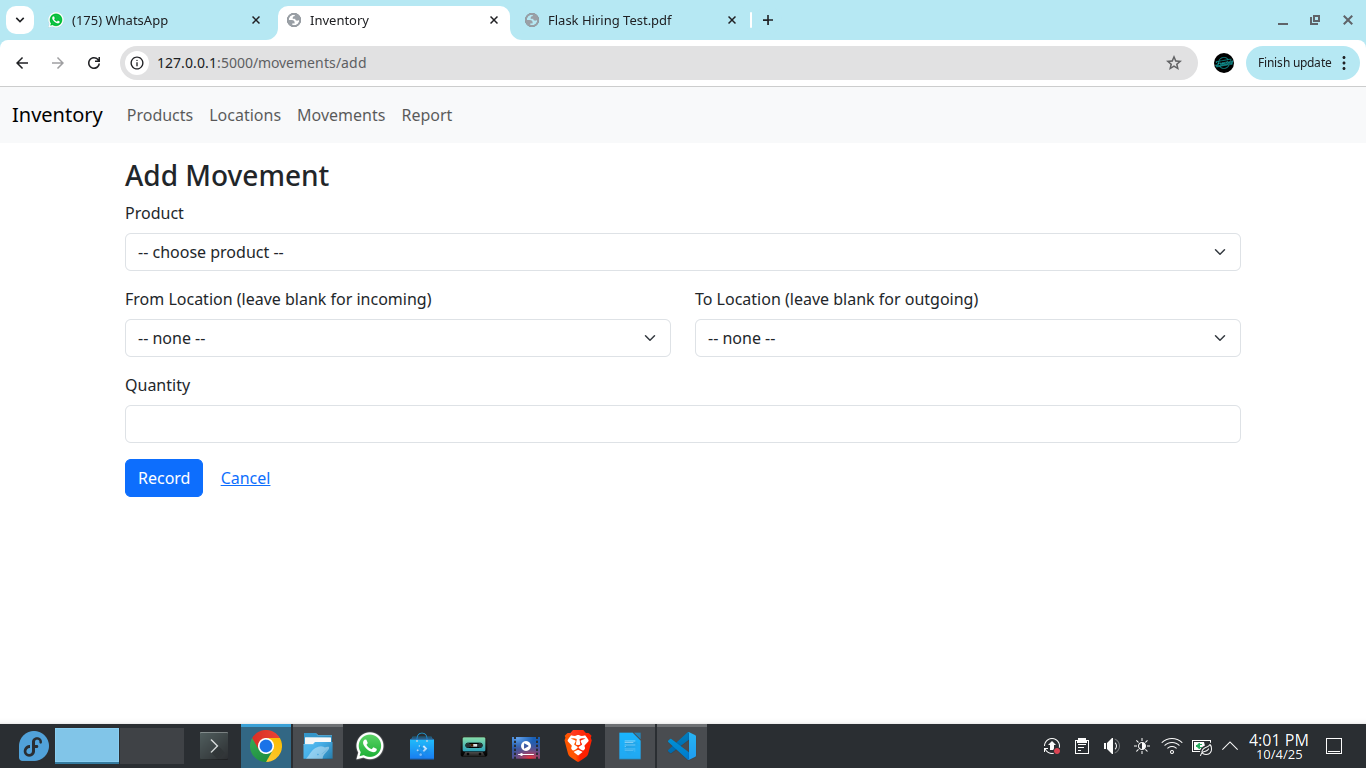 (175) WhatsApp
Inventory
Flask Hiring Test.pdf
127.0.0.1:5000/movements/add
Finish update
Inventory Products Locations Movements Report
Add Movement
Product
-- choose product --
From Location (leave blank for incoming)
To Location (leave blank for outgoing)
-- none --
-- none --
Quantity
Record Cancel
4:01 PM
10/4/25